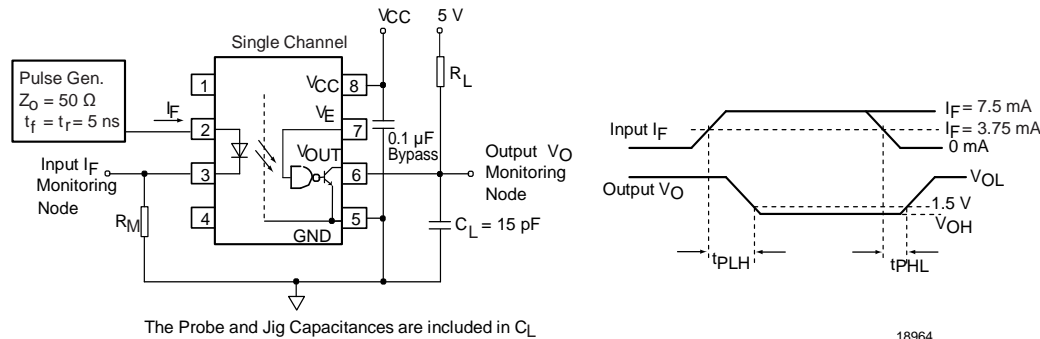 VCC
5 V
Single Channel
Pulse Gen.
ZO = 50 Ω
tf = tr = 5 ns
IF
1
2
3
4
VCC
VE
VOUT
GND
8
7
6
5
RL
0.1 µF
Bypass
Input IF
Monitoring
Node
RM
Output VO
Monitoring
Node
CL = 15 pF
The Probe and Jig Capacitances are included in CL
Input IF
IF = 7.5 mA
IF = 3.75 mA
0 mA
Output VO
VOL
1.5 V
VOH
tPLH
tPHL
18964